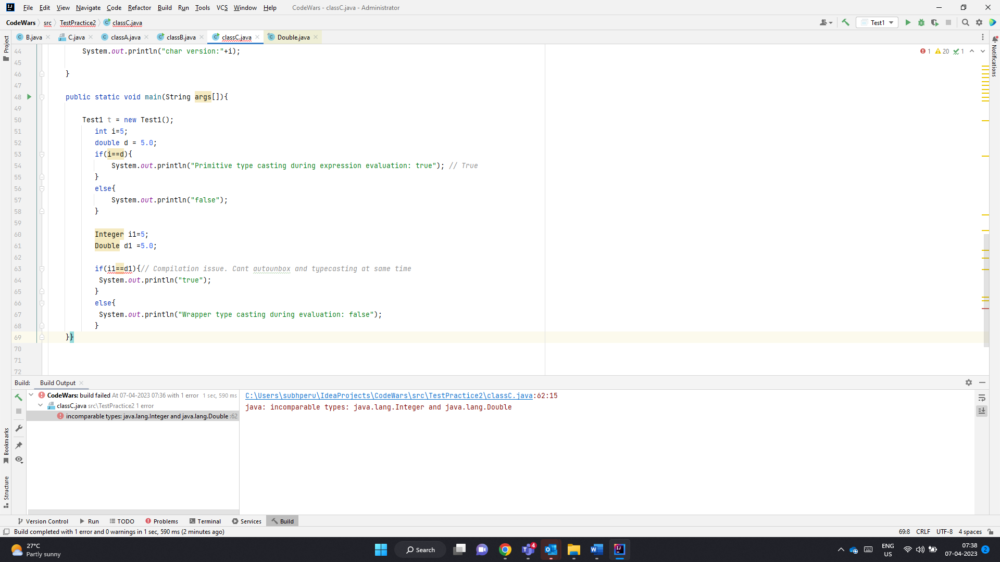 File Edit View Navigate Code Refactor Build Run Tools VCS Window Help CodeWars - classC.java - Administrator
CodeWars src TestPractice2 classC.java Test1
B.java C.java classA.java classB.java classC.java Double.java
Project
Notifications
1 20 1
44 System.out.println("char version:"+i);
45
46 }
47
48 public static void main(String args[]){
49
50 Test1 t = new Test1();
51 int i=5;
52 double d = 5.0;
53 if(i==d){
54 System.out.println("Primitive type casting during expression evaluation: true"); // True
55 }
56 else{
57 System.out.println("false");
58 }
59
60 Integer i1=5;
61 Double d1 =5.0;
62
63 if(i1==d1){// Compilation issue. Cant autounbox and typecasting at same time
64 System.out.println("true");
65 }
66 else{
67 System.out.println("Wrapper type casting during evaluation: false");
68 }
69 }}
70
71
72
Build: Build Output
CodeWars: build failed At 07-04-2023 07:36 with 1 error 1 sec, 590 ms
classC.java src\TestPractice2 1 error
incomparable types: java.lang.Integer and java.lang.Double :62
C:\Users\subhperu\IdeaProjects\CodeWars\src\TestPractice2\classC.java:62:15
java: incomparable types: java.lang.Integer and java.lang.Double
Bookmarks
Structure
Version Control Run TODO Problems Terminal Services Build
Build completed with 1 error and 0 warnings in 1 sec, 590 ms (2 minutes ago) 69:8 CRLF UTF-8 4 spaces
27°C
Partly sunny
Search
4
ENG
US
07:38
07-04-2023
2